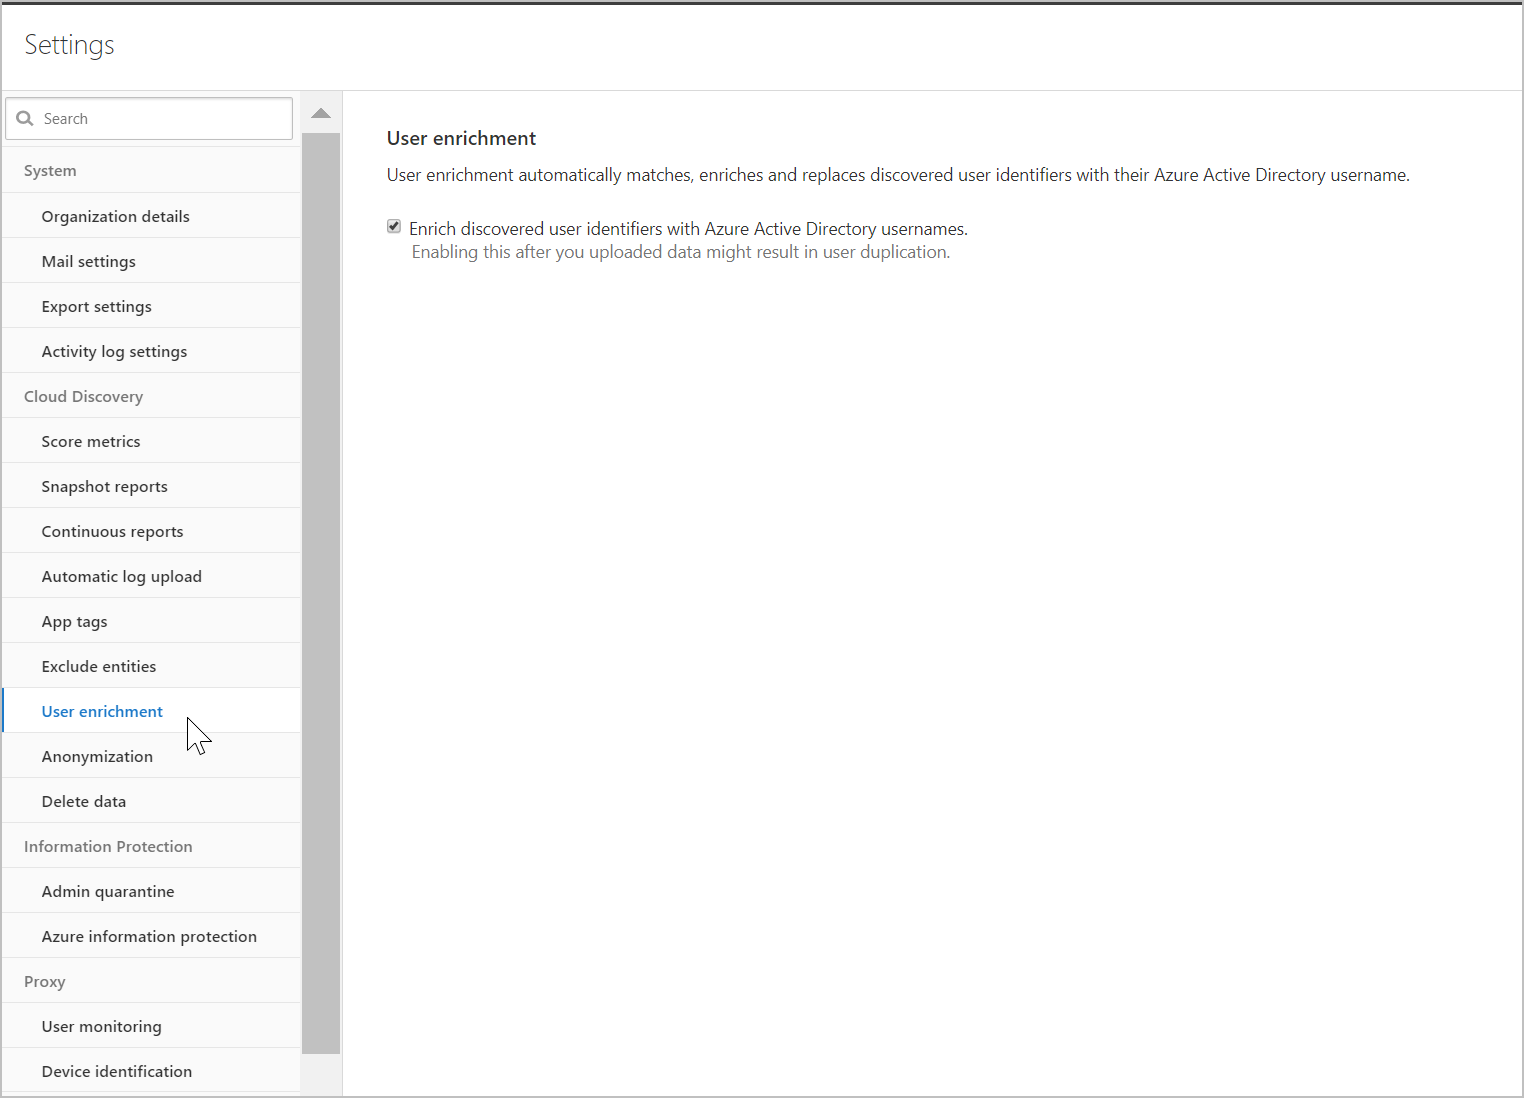 Settings
Search
System
Organization details
Mail settings
Export settings
Activity log settings
Cloud Discovery
Score metrics
Snapshot reports
Continuous reports
Automatic log upload
App tags
Exclude entities
User enrichment
Anonymization
Delete data
Information Protection
Admin quarantine
Azure information protection
Proxy
User monitoring
Device identification
User enrichment
User enrichment automatically matches, enriches and replaces discovered user identifiers with their Azure Active Directory username.
Enrich discovered user identifiers with Azure Active Directory usernames.
Enabling this after you uploaded data might result in user duplication.